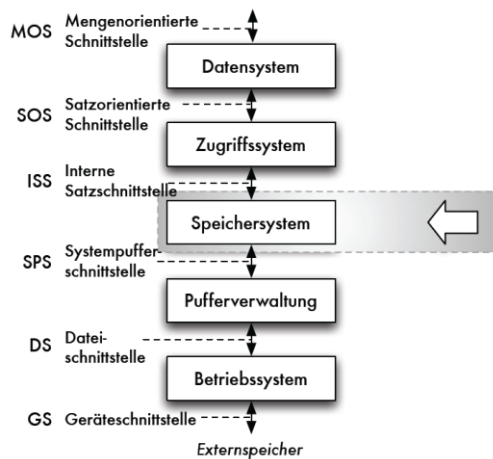 MOS Mengenorientierte
Schnittstelle
Datensystem
SOS Satzorientierte
Schnittstelle
Zugriffssystem
ISS Interne
Satzschnittstelle
Speichersystem
SPS Systempuffer
schnittstelle
Pufferverwaltung
DS Datei-
schnittstelle
Betriebssystem
GS Geräteschnittstelle
Externspeicher